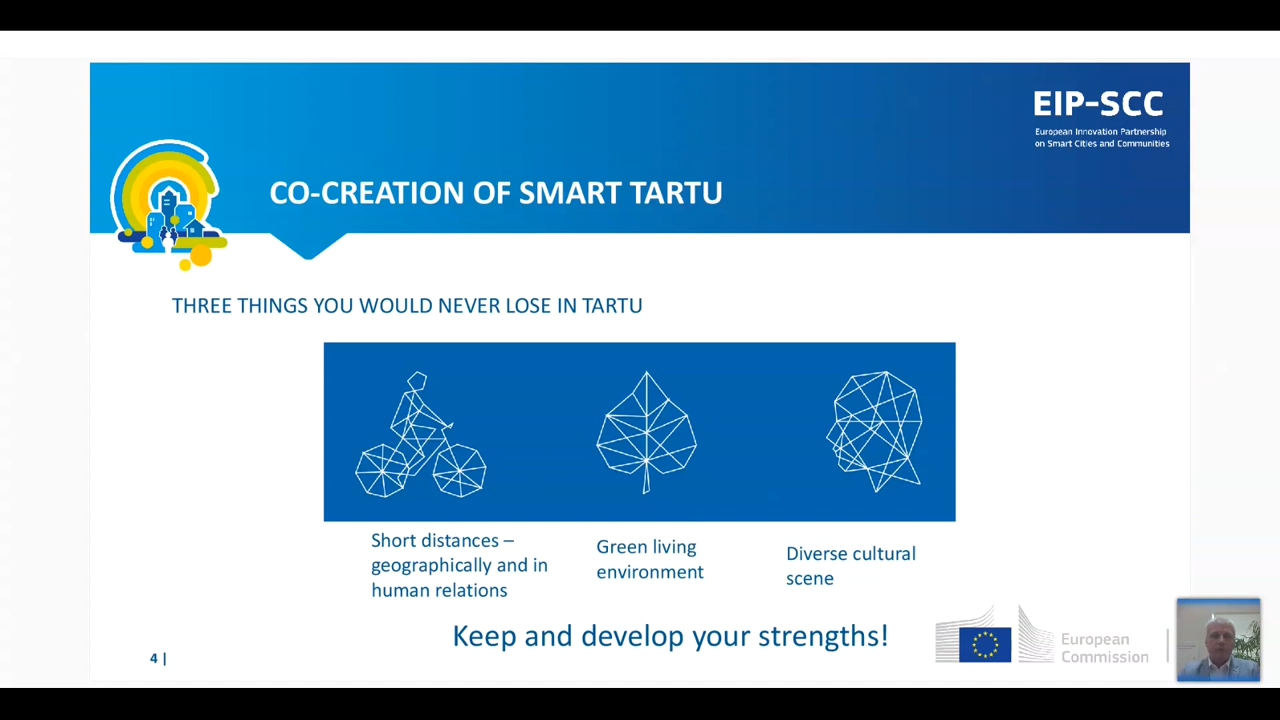 EIP-SCC
European Innovation Partnership
on Smart Cities and Communities
CO-CREATION OF SMART TARTU
THREE THINGS YOU WOULD NEVER LOSE IN TARTU
Short distances –
geographically and in
human relations
Green living
environment
Diverse cultural
scene
Keep and develop your strengths!
European
Commission
4 |